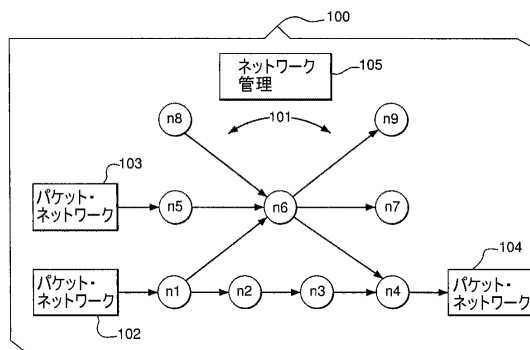 100
ネットワーク
管理
105
n8
101
n9
103
パケット・
ネットワーク
n5
n6
n7
104
パケット・
ネットワーク
n1
n2
n3
n4
パケット・
ネットワーク
102